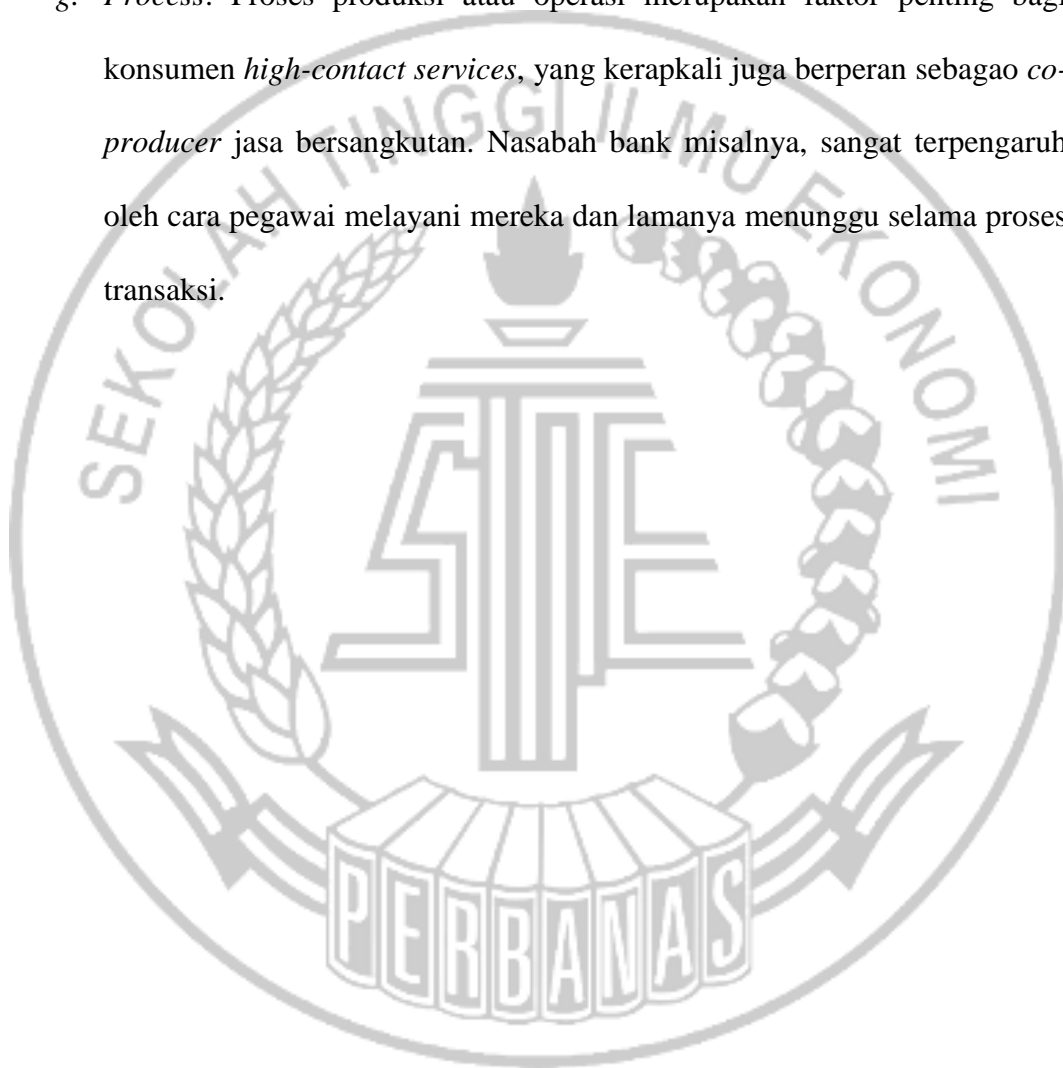 g. Process. Proses produksi atau operasi merupakan faktor penting bagi
konsumen high-contact services, yang kerapkali juga berperan sebagao co-
producer jasa bersangkutan. Nasabah bank misalnya, sangat terpengaruh
oleh cara pegawai melayani mereka dan lamanya menunggu selama proses
transaksi.
SEKOLAH TINGGI ILMU EKONOMI
STIE
PERBANAS